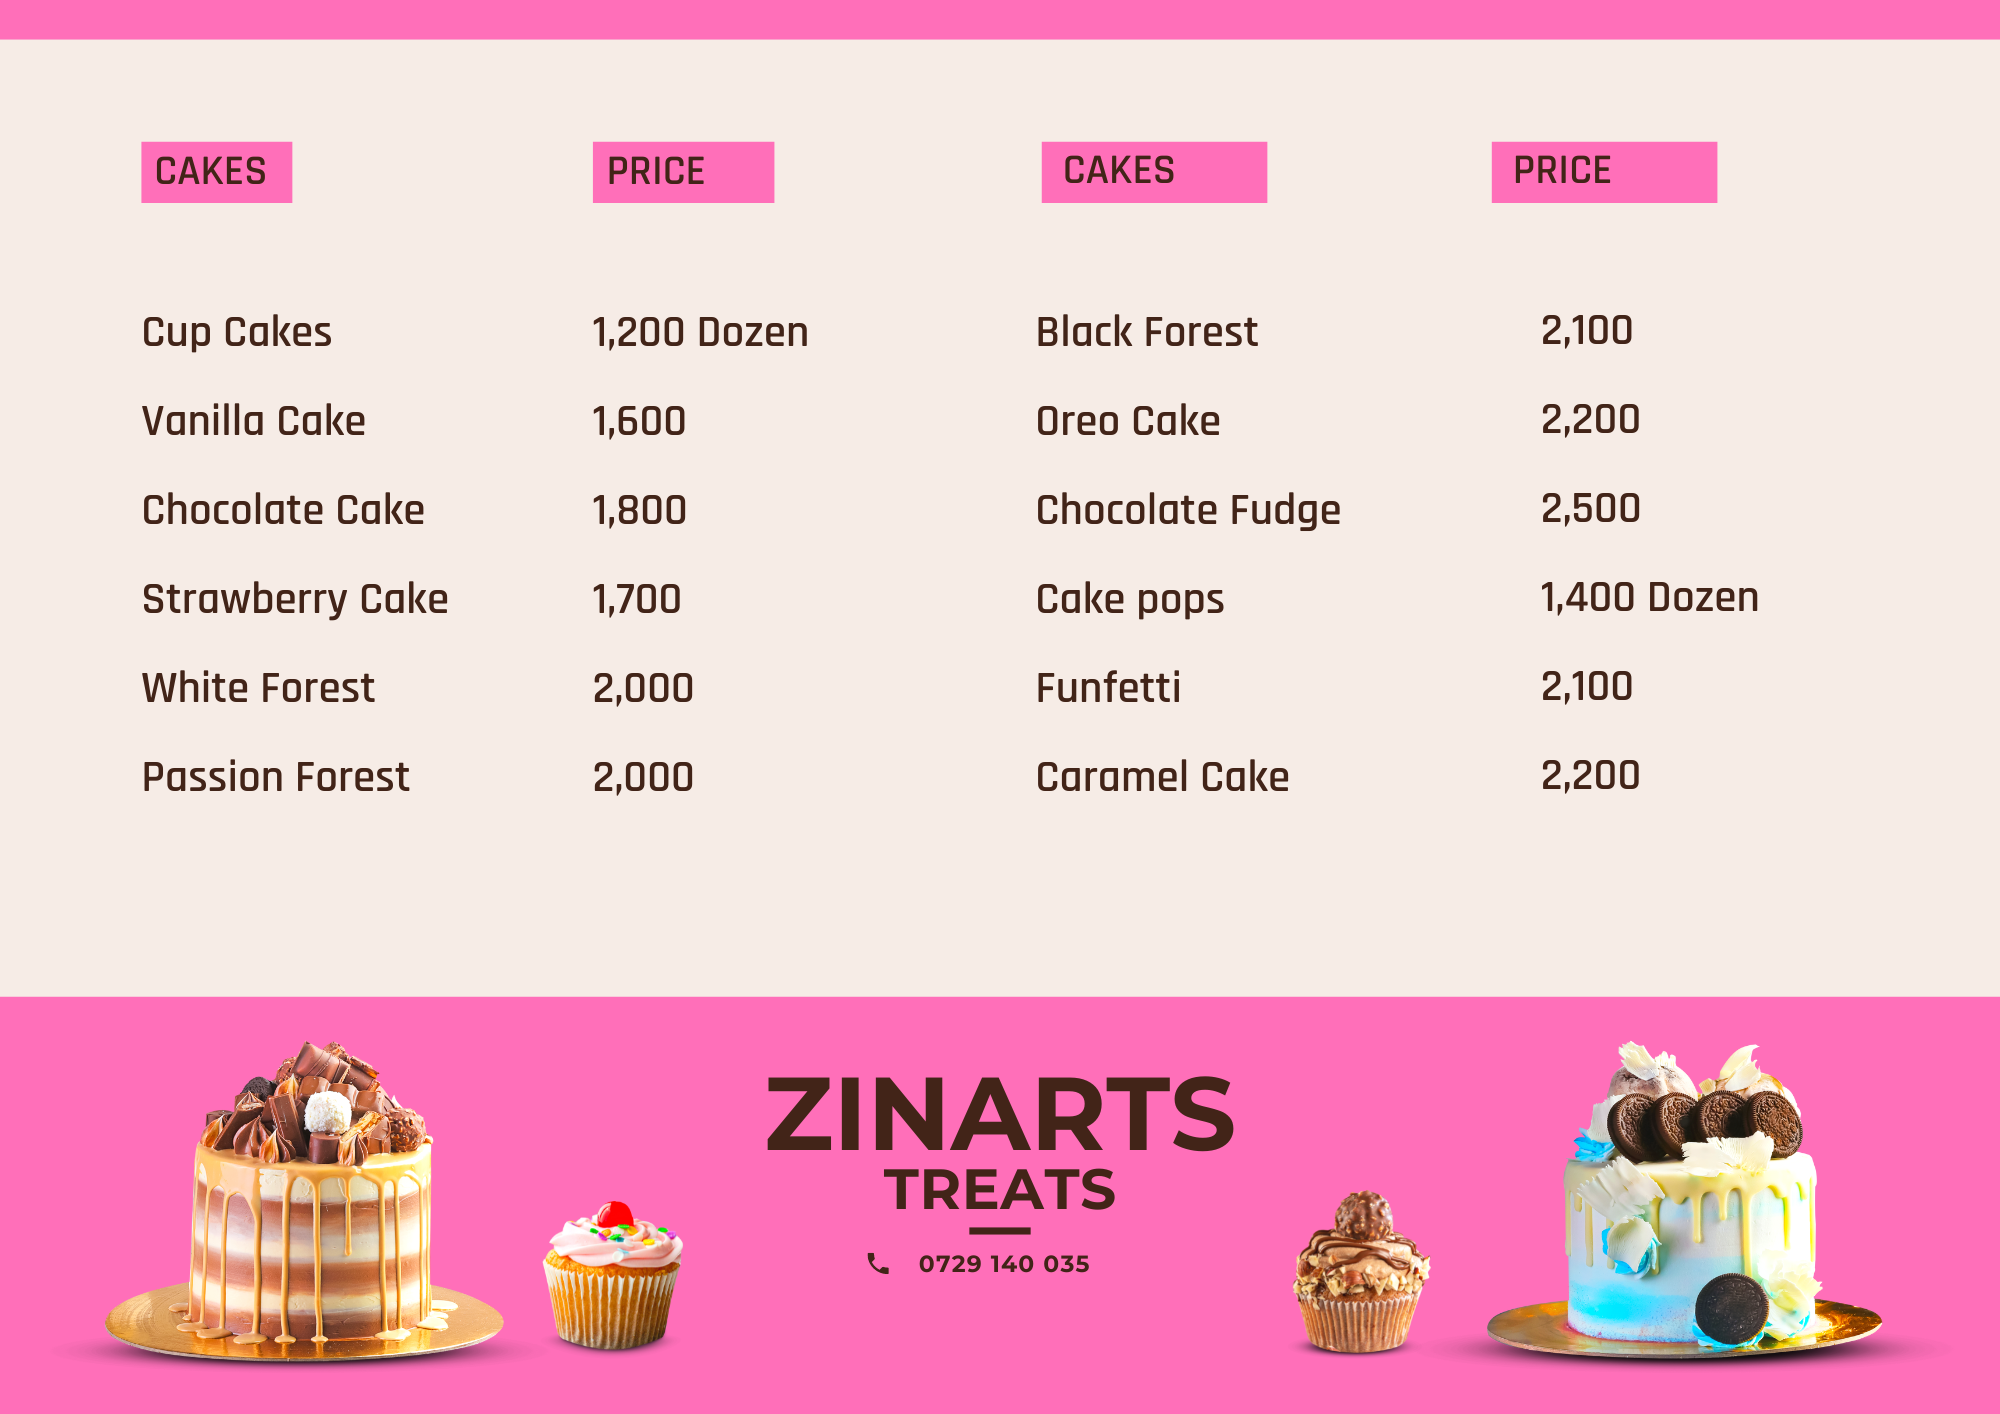 CAKES PRICE CAKES PRICE
Cup Cakes 1,200 Dozen Black Forest 2,100
Vanilla Cake 1,600 Oreo Cake 2,200
Chocolate Cake 1,800 Chocolate Fudge 2,500
Strawberry Cake 1,700 Cake pops 1,400 Dozen
White Forest 2,000 Funfetti 2,100
Passion Forest 2,000 Caramel Cake 2,200
ZINARTS
TREATS
0729 140 035